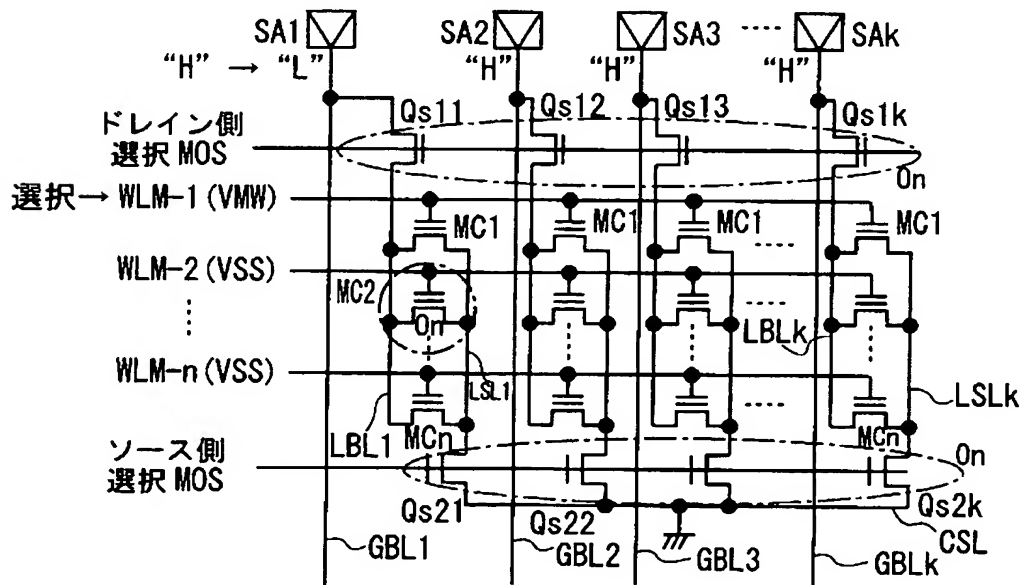 SA1 SA2 SA3 ‥‥ SAk
“H” → “L” “H” “H” “H”
Qs11 Qs12 Qs13 Qs1k
ドレイン側
選択 MOS
On
選択→ WLM-1(VMW)
MC1 MC1 MC1 MC1
WLM-2(VSS)
MC2
On
LBLk
WLM-n(VSS)
LSL1
LSLk
LBL1
MCn MCn
ソース側
選択 MOS
On
Qs21 Qs22 Qs2k
CSL
GBL1 GBL2 GBL3 GBLk